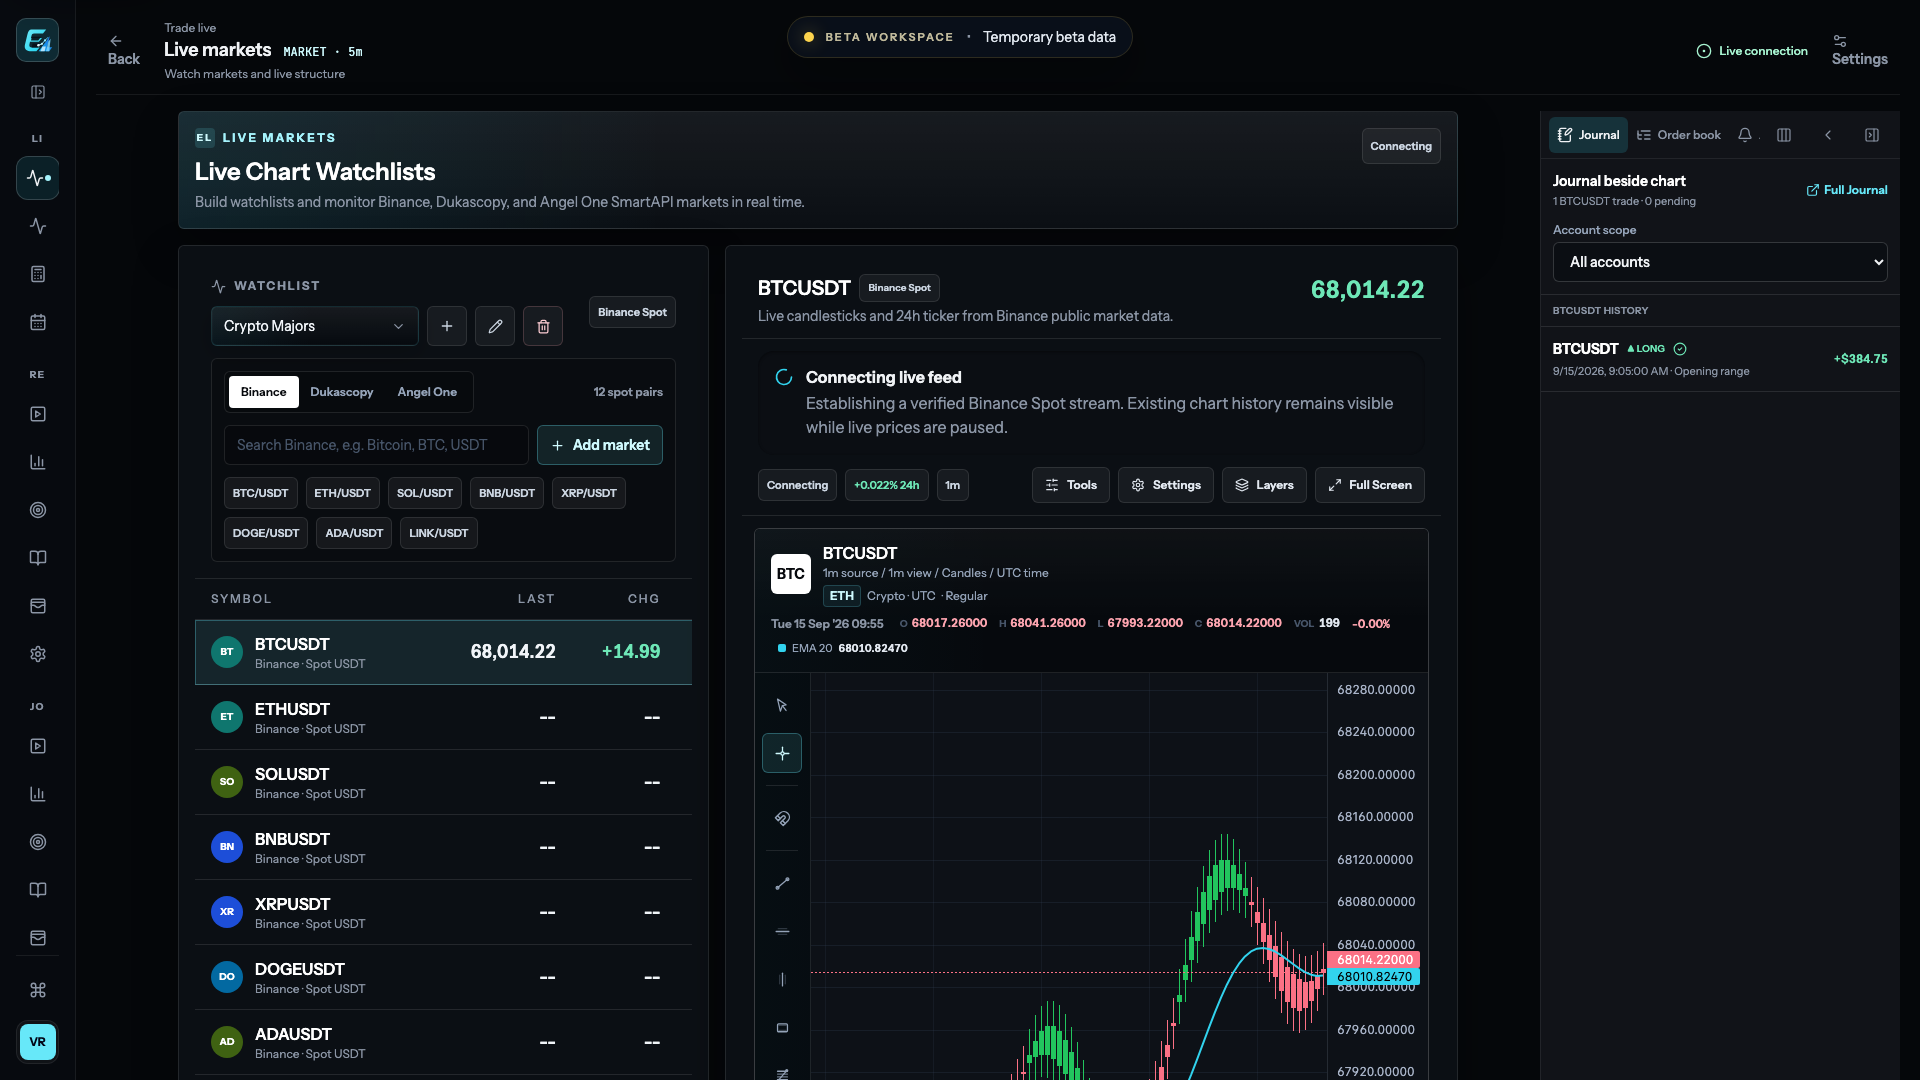 Back
Trade live
Live markets MARKET · 5m
Watch markets and live structure
BETA WORKSPACE · Temporary beta data
Live connection
Settings
LI
RE
JO
VR
EL LIVE MARKETS
Live Chart Watchlists
Build watchlists and monitor Binance, Dukascopy, and Angel One SmartAPI markets in real time.
Connecting
WATCHLIST
Crypto Majors
Binance Spot
Binance Dukascopy Angel One 12 spot pairs
Search Binance, e.g. Bitcoin, BTC, USDT
+ Add market
BTC/USDT ETH/USDT SOL/USDT BNB/USDT XRP/USDT
DOGE/USDT ADA/USDT LINK/USDT
SYMBOL LAST CHG
BT BTCUSDT 68,014.22 +14.99
Binance · Spot USDT
ET ETHUSDT -- --
Binance · Spot USDT
SO SOLUSDT -- --
Binance · Spot USDT
BN BNBUSDT -- --
Binance · Spot USDT
XR XRPUSDT -- --
Binance · Spot USDT
DO DOGEUSDT -- --
Binance · Spot USDT
AD ADAUSDT -- --
Binance · Spot USDT
BTCUSDT Binance Spot 68,014.22
Live candlesticks and 24h ticker from Binance public market data.
Connecting live feed
Establishing a verified Binance Spot stream. Existing chart history remains visible
while live prices are paused.
Connecting +0.022% 24h 1m Tools Settings Layers Full Screen
BTC
BTCUSDT
1m source / 1m view / Candles / UTC time
ETH Crypto · UTC · Regular
Tue 15 Sep '26 09:55 O 68017.26000 H 68041.26000 L 67993.22000 C 68014.22000 VOL 199 -0.00%
EMA 20 68010.82470
68280.00000
68240.00000
68200.00000
68160.00000
68120.00000
68080.00000
68040.00000
68014.22000
68010.82470
68000.00000
67960.00000
67920.00000
Journal Order book
Journal beside chart
1 BTCUSDT trade · 0 pending
Full Journal
Account scope
All accounts
BTCUSDT HISTORY
BTCUSDT ▲ LONG
9/15/2026, 9:05:00 AM · Opening range
+$384.75